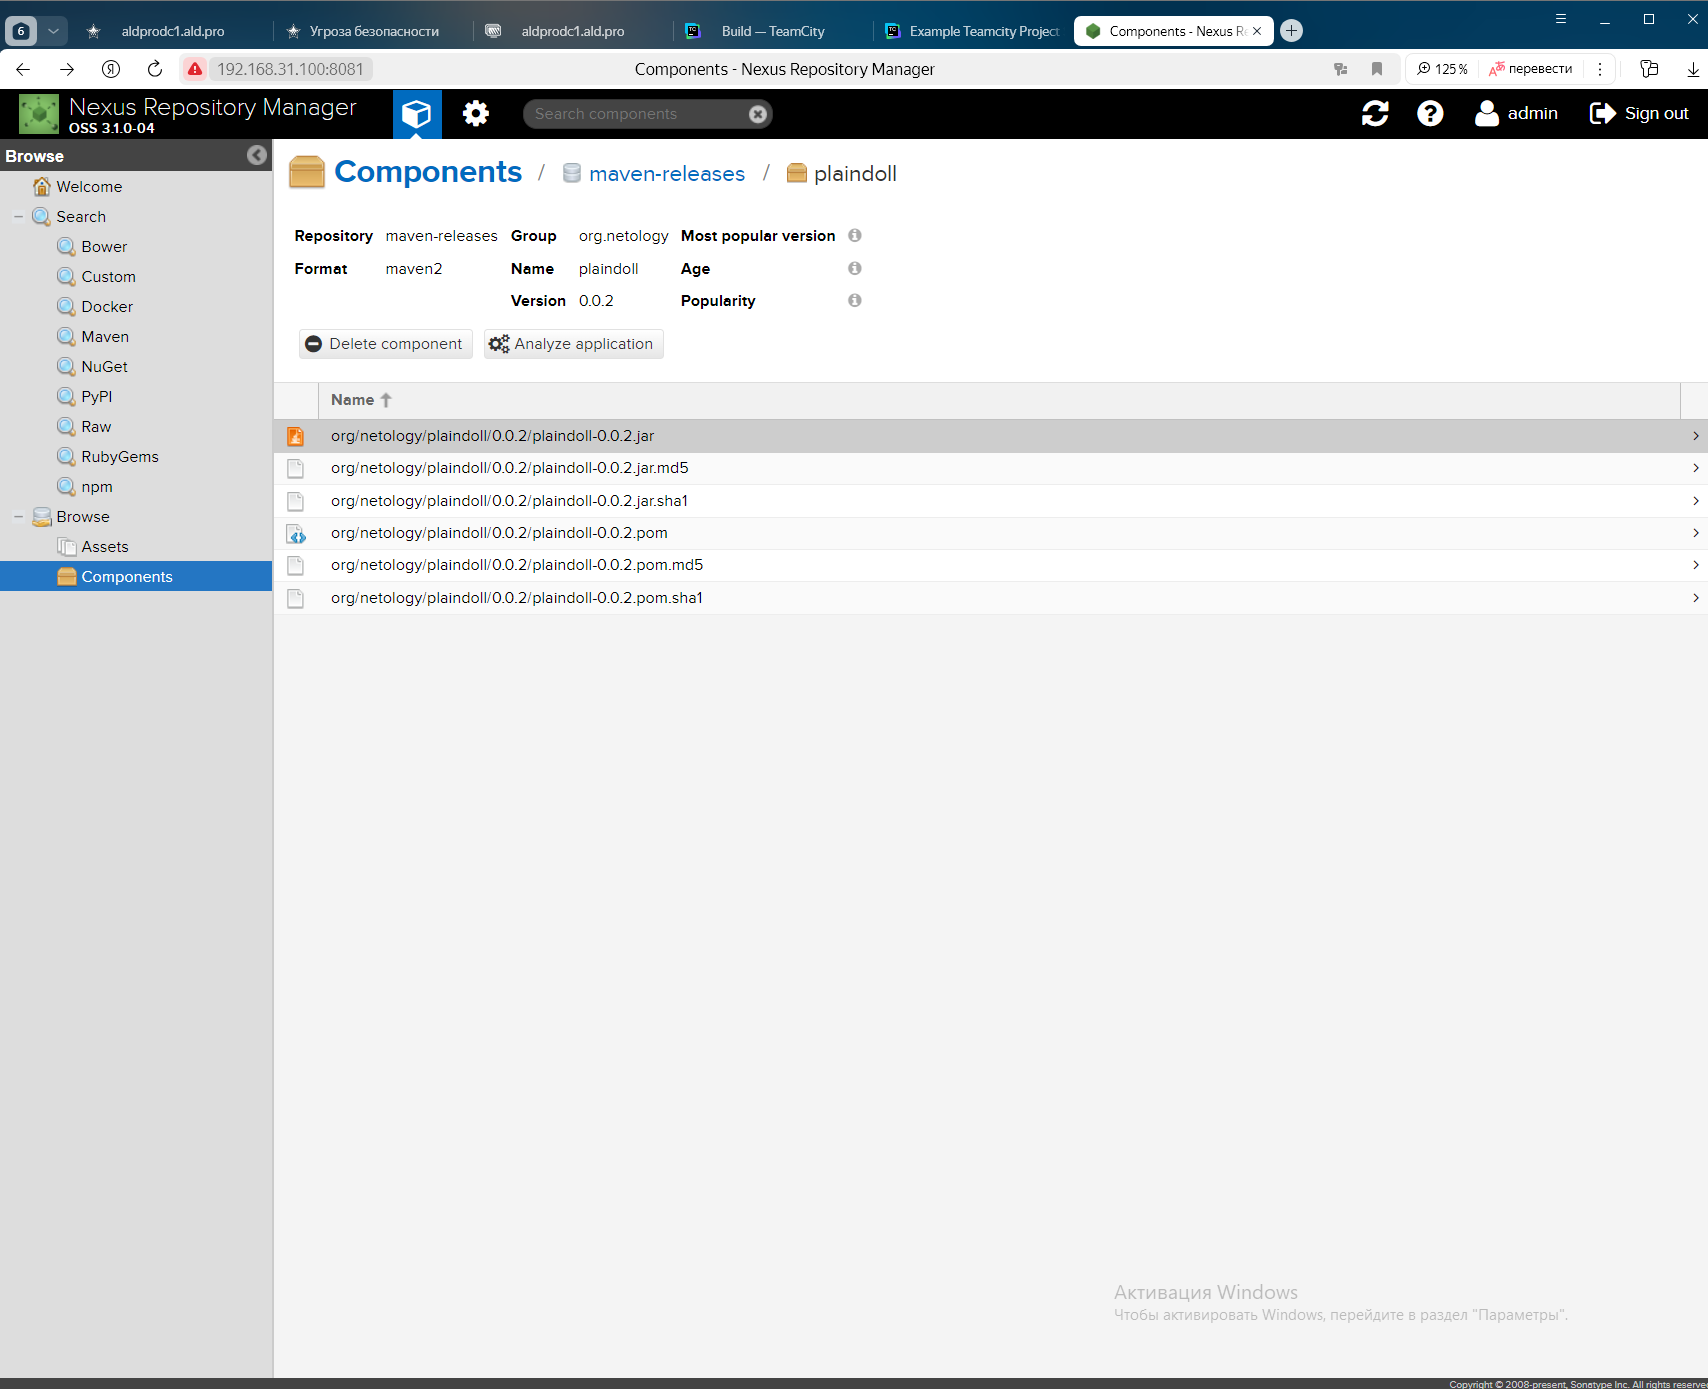 6
aldprodc1.ald.pro
Угроза безопасности
aldprodc1.ald.pro
Build — TeamCity
Example Teamcity Project
Components - Nexus Re
192.168.31.100:8081
Components - Nexus Repository Manager
125 %
перевести
Nexus Repository Manager
OSS 3.1.0-04
Search components
admin
Sign out
Browse
Welcome
Search
Bower
Custom
Docker
Maven
NuGet
PyPI
Raw
RubyGems
npm
Browse
Assets
Components
Components / maven-releases / plaindoll
Repository maven-releases Group org.netology Most popular version
Format maven2 Name plaindoll Age
Version 0.0.2 Popularity
Delete component Analyze application
Name
org/netology/plaindoll/0.0.2/plaindoll-0.0.2.jar
org/netology/plaindoll/0.0.2/plaindoll-0.0.2.jar.md5
org/netology/plaindoll/0.0.2/plaindoll-0.0.2.jar.sha1
org/netology/plaindoll/0.0.2/plaindoll-0.0.2.pom
org/netology/plaindoll/0.0.2/plaindoll-0.0.2.pom.md5
org/netology/plaindoll/0.0.2/plaindoll-0.0.2.pom.sha1
Активация Windows
Чтобы активировать Windows, перейдите в раздел "Параметры".
Copyright © 2008-present, Sonatype Inc. All rights reserve